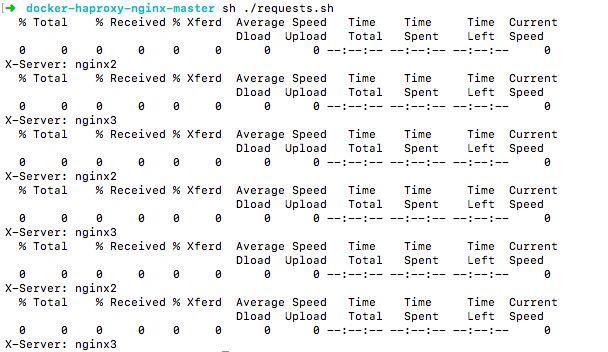 [➜ docker-haproxy-nginx-master sh ./requests.sh
% Total % Received % Xferd Average Speed Time Time Time Current
Dload Upload Total Spent Left Speed
0 0 0 0 0 0 0 0 --:--:-- --:--:-- --:--:-- 0
X-Server: nginx2
% Total % Received % Xferd Average Speed Time Time Time Current
Dload Upload Total Spent Left Speed
0 0 0 0 0 0 0 0 --:--:-- --:--:-- --:--:-- 0
X-Server: nginx3
% Total % Received % Xferd Average Speed Time Time Time Current
Dload Upload Total Spent Left Speed
0 0 0 0 0 0 0 0 --:--:-- --:--:-- --:--:-- 0
X-Server: nginx2
% Total % Received % Xferd Average Speed Time Time Time Current
Dload Upload Total Spent Left Speed
0 0 0 0 0 0 0 0 --:--:-- --:--:-- --:--:-- 0
X-Server: nginx3
% Total % Received % Xferd Average Speed Time Time Time Current
Dload Upload Total Spent Left Speed
0 0 0 0 0 0 0 0 --:--:-- --:--:-- --:--:-- 0
X-Server: nginx2
% Total % Received % Xferd Average Speed Time Time Time Current
Dload Upload Total Spent Left Speed
0 0 0 0 0 0 0 0 --:--:-- --:--:-- --:--:-- 0
X-Server: nginx3